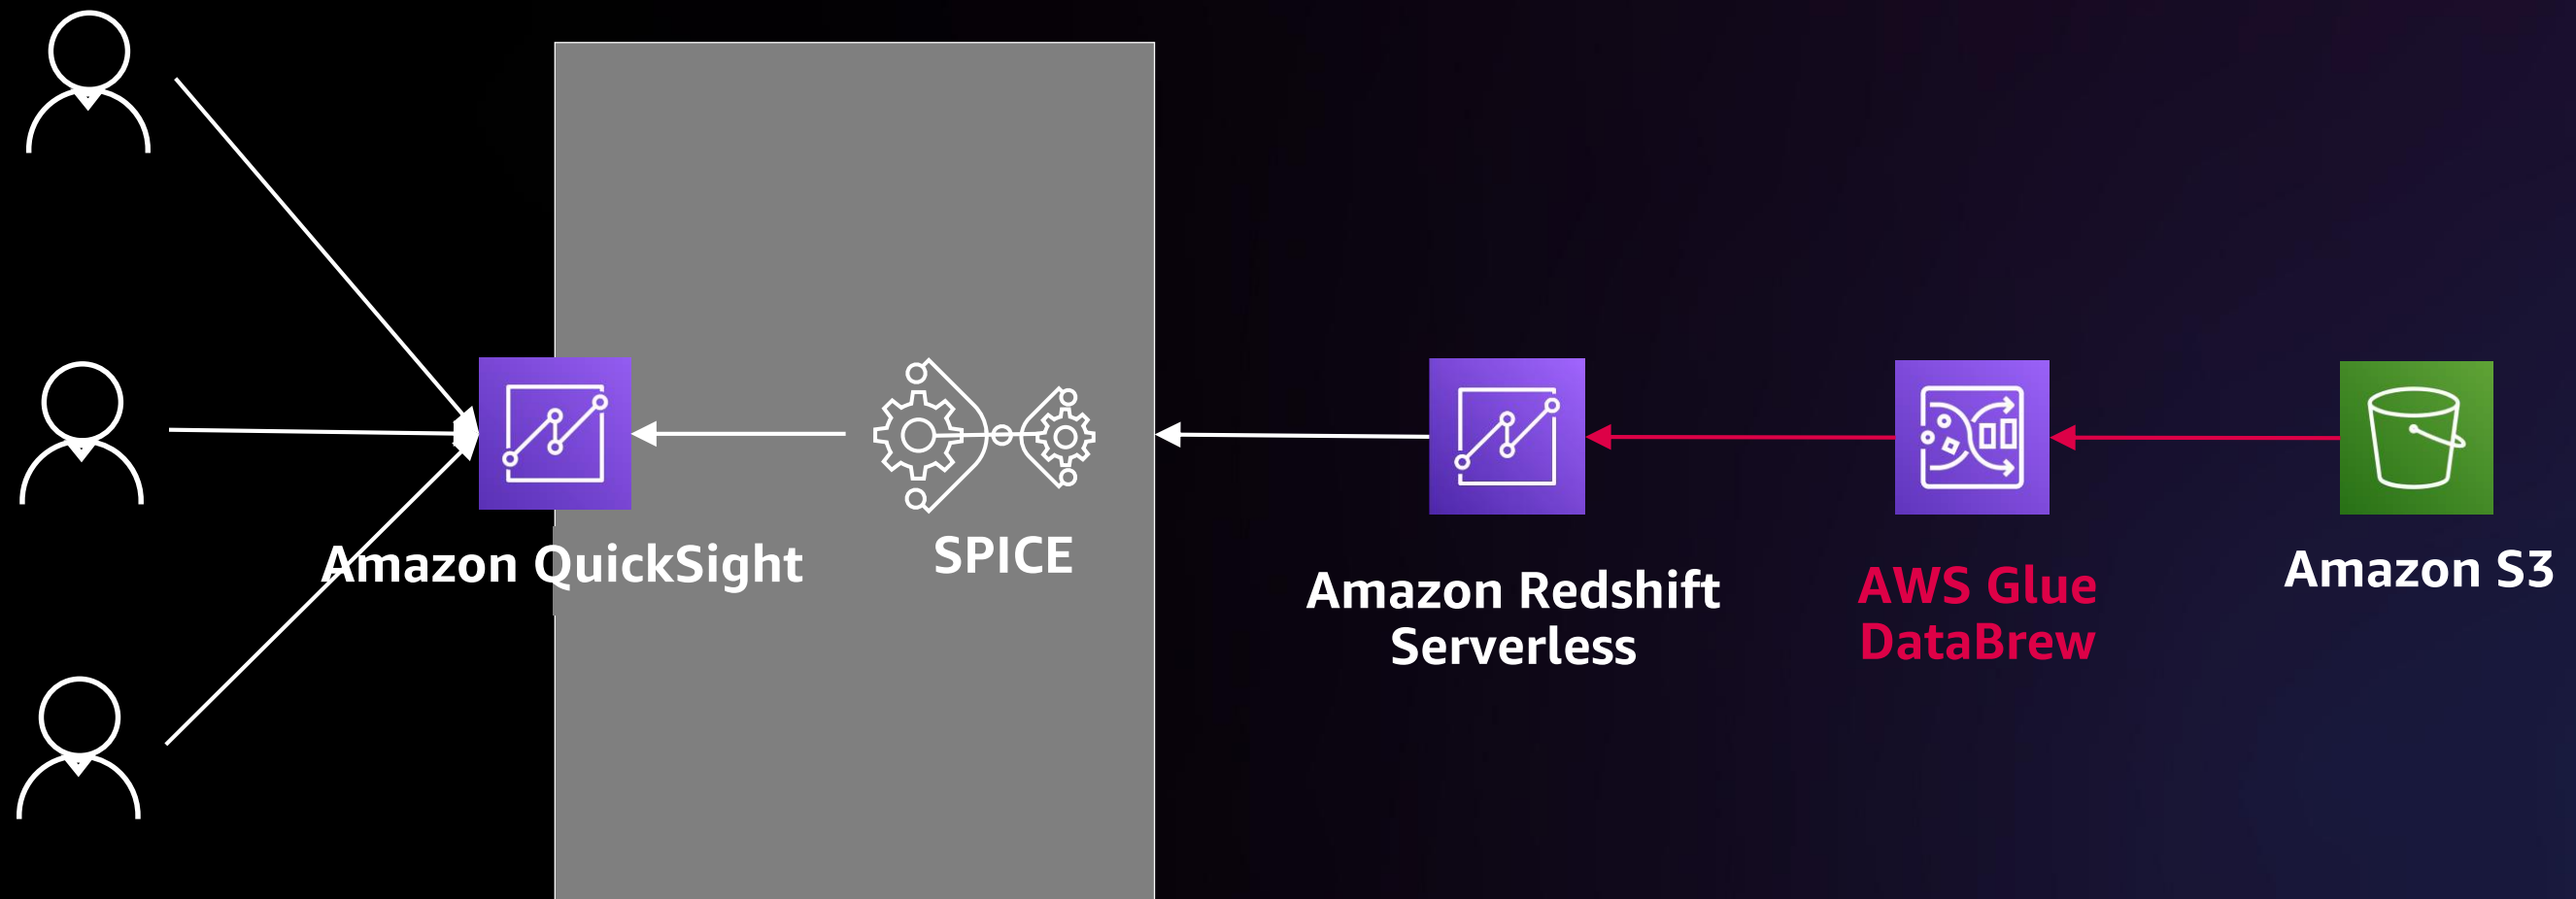 Amazon QuickSight
SPICE
Amazon Redshift
Serverless
AWS Glue
DataBrew
Amazon S3